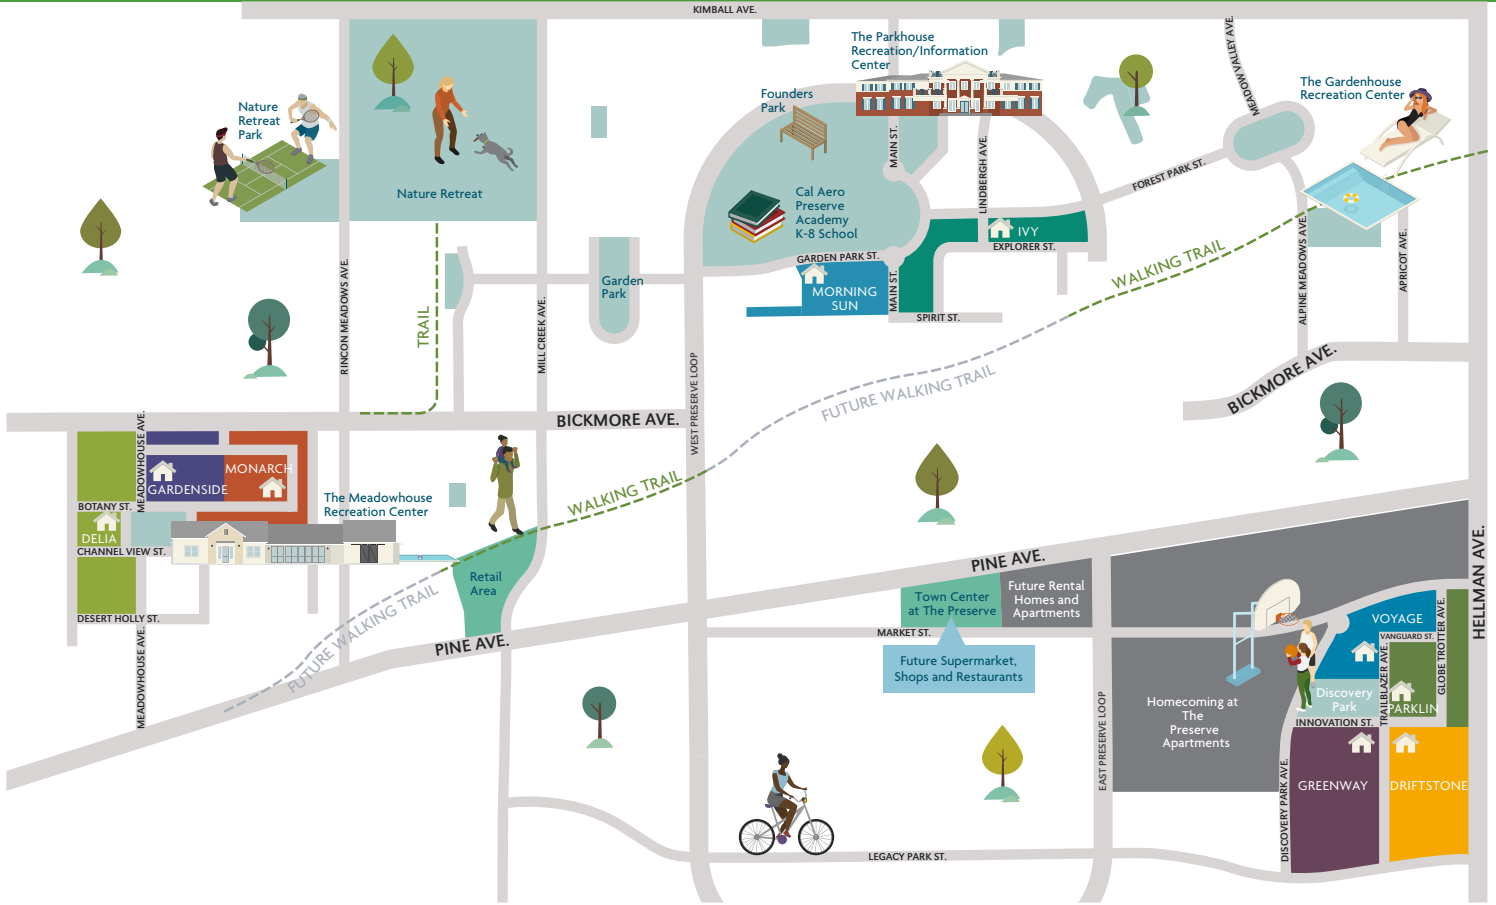 KIMBALL AVE.
The Parkhouse
Recreation/Information
Center
MEADOW VALLEY AVE.
The Gardenhouse
Recreation Center
Founders
Park
Nature
Retreat
Park
Nature Retreat
MAIN ST.
LINDBERGH AVE.
FOREST PARK ST.
Cal Aero
Preserve
Academy
K-8 School
IVY
EXPLORER ST.
GARDEN PARK ST.
MORNING
SUN
MAIN ST.
SPIRIT ST.
WALKING TRAIL
ALPINE MEADOWS AVE.
APRICOT AVE.
RINCON MEADOWS AVE.
TRAIL
MILL CREEK AVE.
Garden
Park
WEST PRESERVE LOOP
FUTURE WALKING TRAIL
BICKMORE AVE.
BICKMORE AVE.
MEADOWHOUSE AVE.
MONARCH
GARDENSIDE
BOTANY ST.
DELIA
CHANNEL VIEW ST.
DESERT HOLLY ST.
MEADOWHOUSE AVE.
The Meadowhouse
Recreation Center
WALKING TRAIL
Retail
Area
FUTURE WALKING TRAIL
PINE AVE.
PINE AVE.
Town Center
at The Preserve
Future Rental
Homes and
Apartments
MARKET ST.
Future Supermarket,
Shops and Restaurants
EAST PRESERVE LOOP
Homecoming at
The
Preserve
Apartments
HELLMAN AVE.
VOYAGE
VANGUARD ST.
GLOBE TROTTER AVE.
TRAILBLAZER AVE.
Discovery
Park
PARKLIN
INNOVATION ST.
DISCOVERY PARK AVE.
GREENWAY
DRIFTSTONE
LEGACY PARK ST.